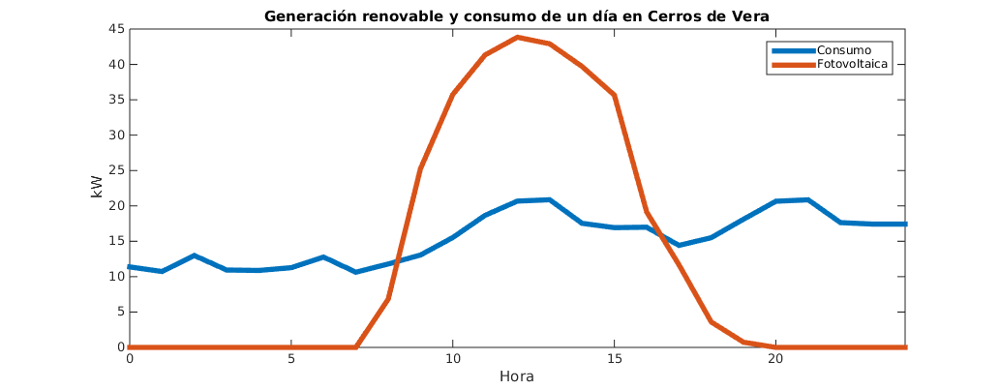 Generación renovable y consumo de un día en Cerros de Vera
45
40
35
30
25
20
15
10
5
0
kW
Consumo
Fotovoltaica
0 5 10 15 20
Hora